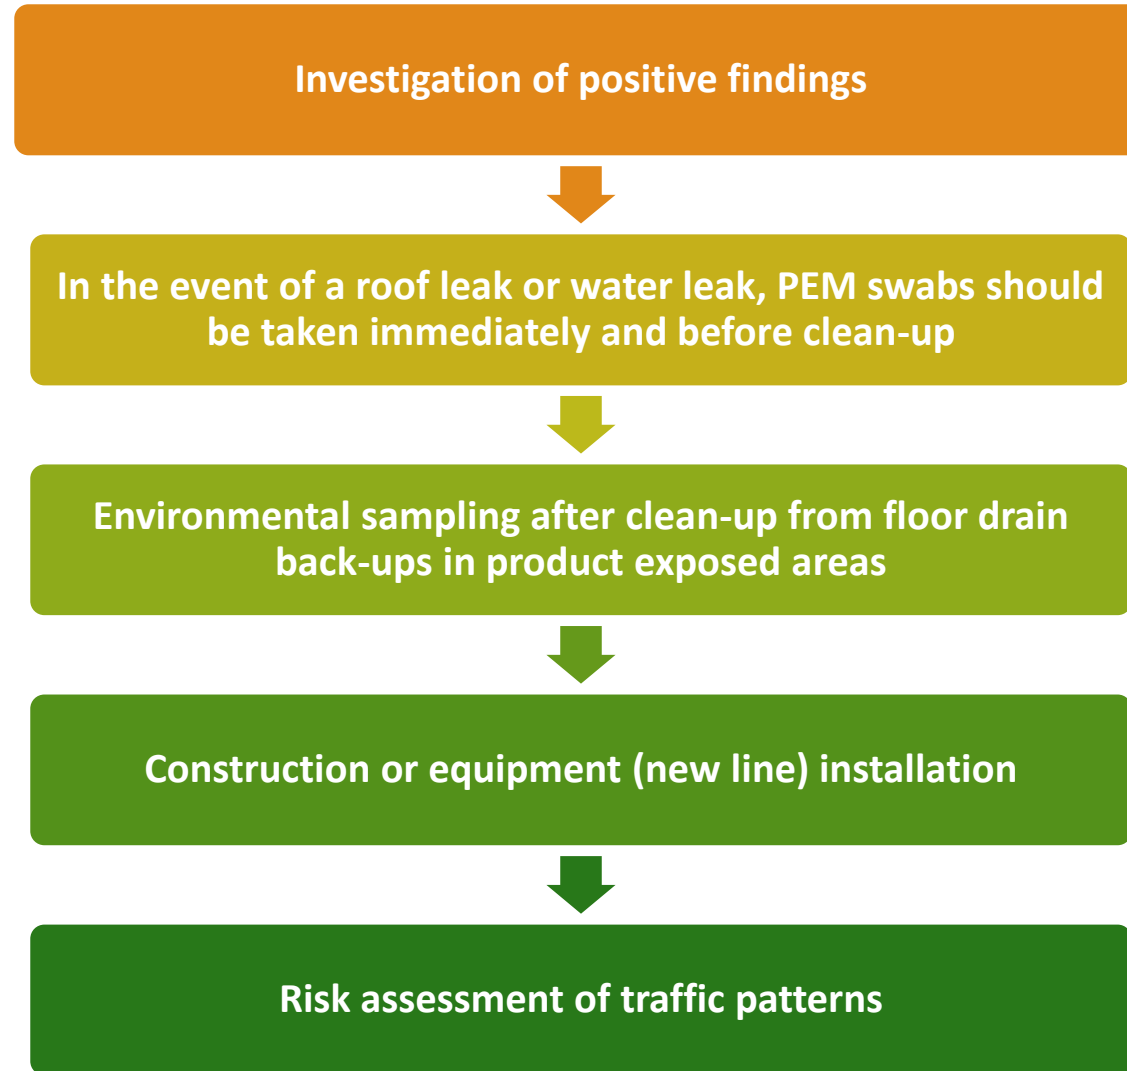 Investigation of positive findings
In the event of a roof leak or water leak, PEM swabs should
be taken immediately and before clean-up
Environmental sampling after clean-up from floor drain
back-ups in product exposed areas
Construction or equipment (new line) installation
Risk assessment of traffic patterns